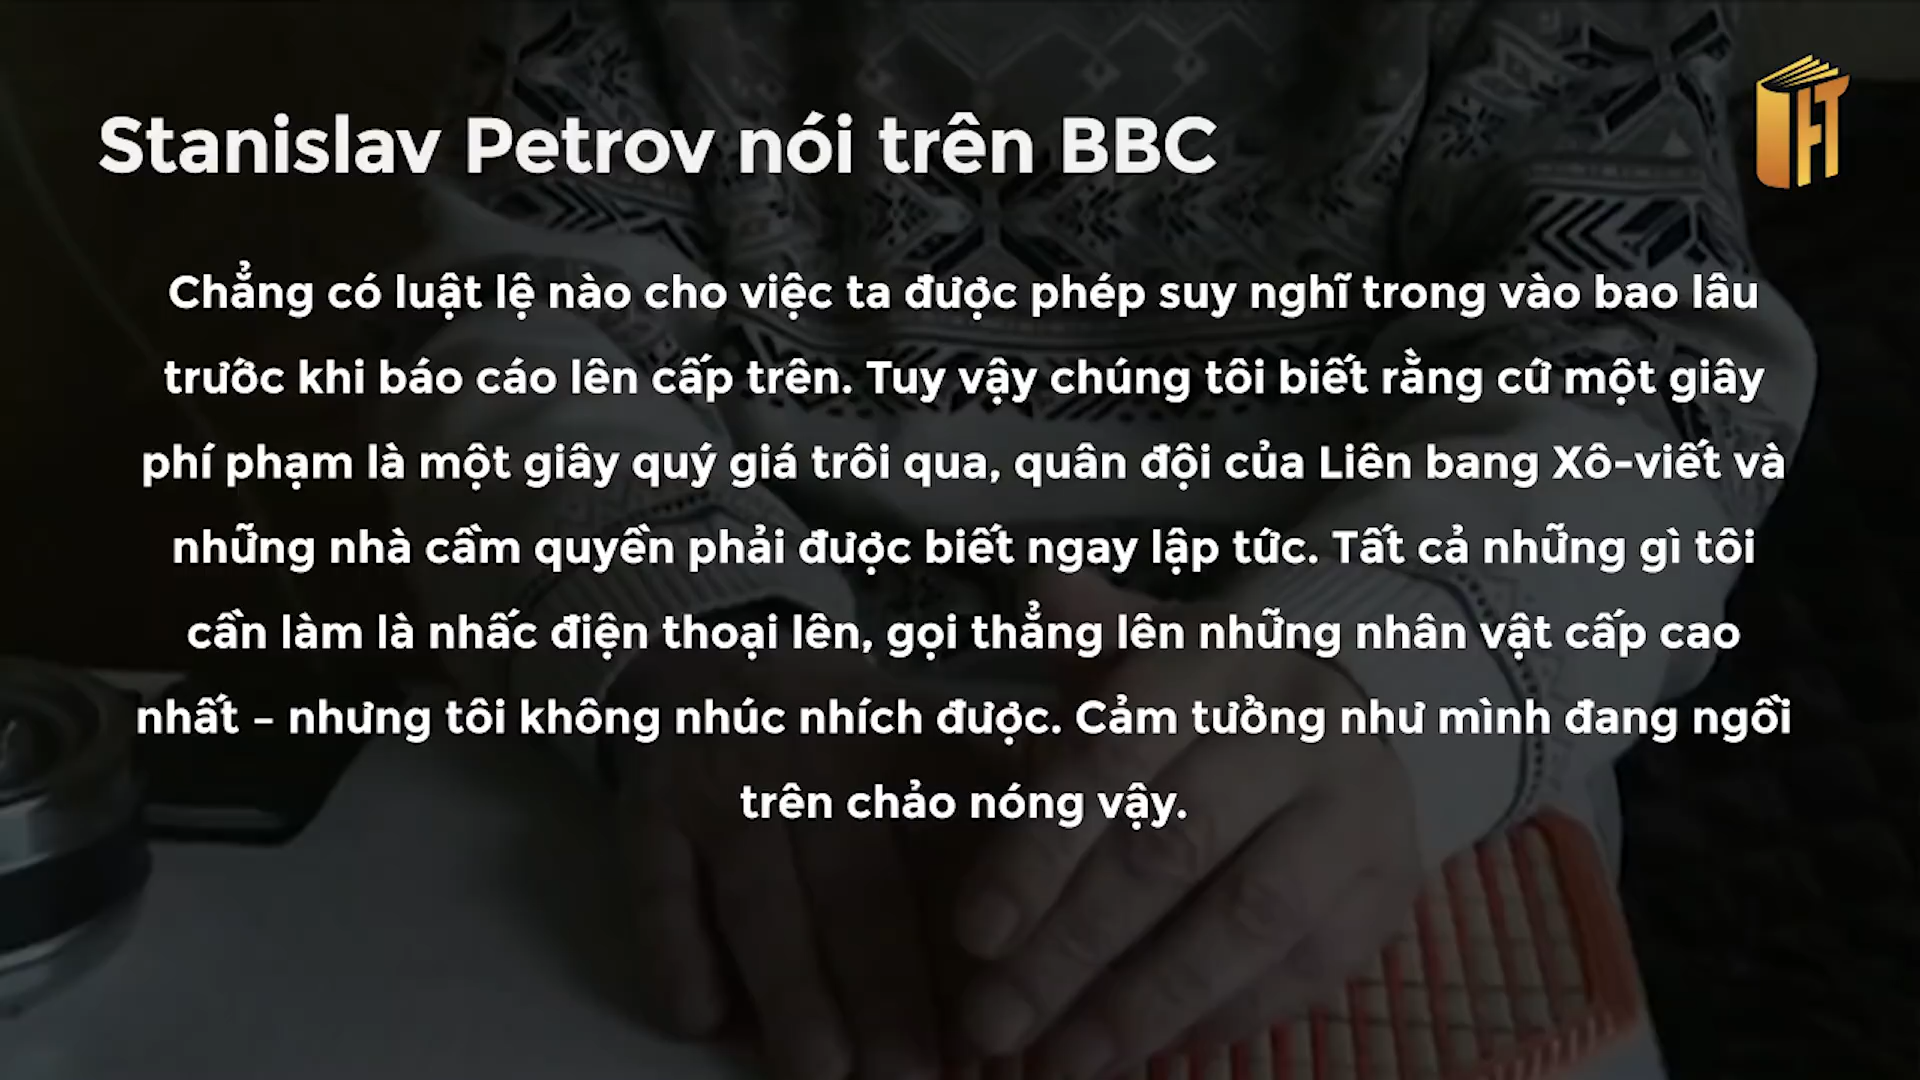 Stanislav Petrov nói trên BBC
Chẳng có luật lệ nào cho việc ta được phép suy nghĩ trong vào bao lâu
trước khi báo cáo lên cấp trên. Tuy vậy chúng tôi biết rằng cứ một giây
phí phạm là một giây quý giá trôi qua, quân đội của Liên bang Xô-viết và
những nhà cầm quyền phải được biết ngay lập tức. Tất cả những gì tôi
cần làm là nhấc điện thoại lên, gọi thẳng lên những nhân vật cấp cao
nhất – nhưng tôi không nhúc nhích được. Cảm tưởng như mình đang ngồi
trên chảo nóng vậy.